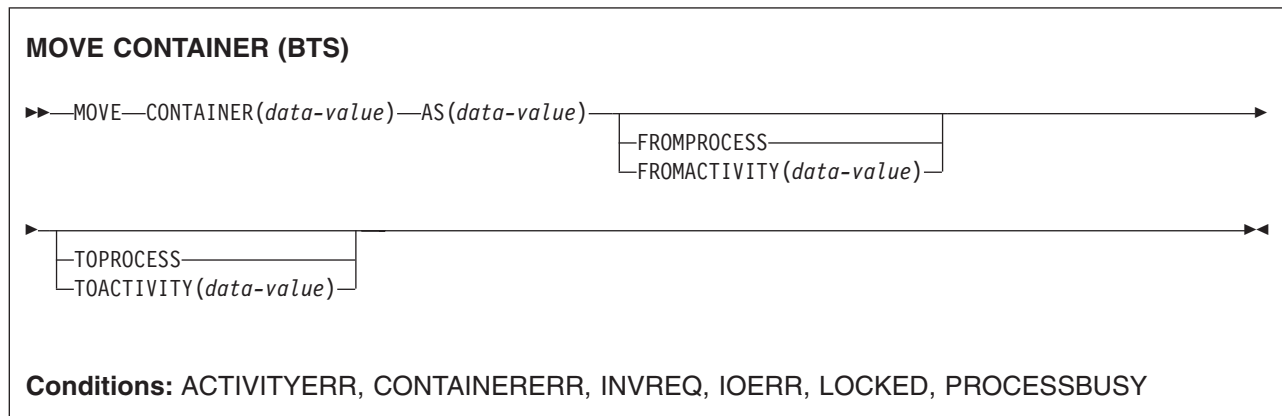 MOVE CONTAINER (BTS)
MOVE CONTAINER(data-value) AS(data-value)
FROMPROCESS
FROMACTIVITY(data-value)
TOPROCESS
TOACTIVITY(data-value)
Conditions: ACTIVITYERR, CONTAINERERR, INVREQ, IOERR, LOCKED, PROCESSBUSY